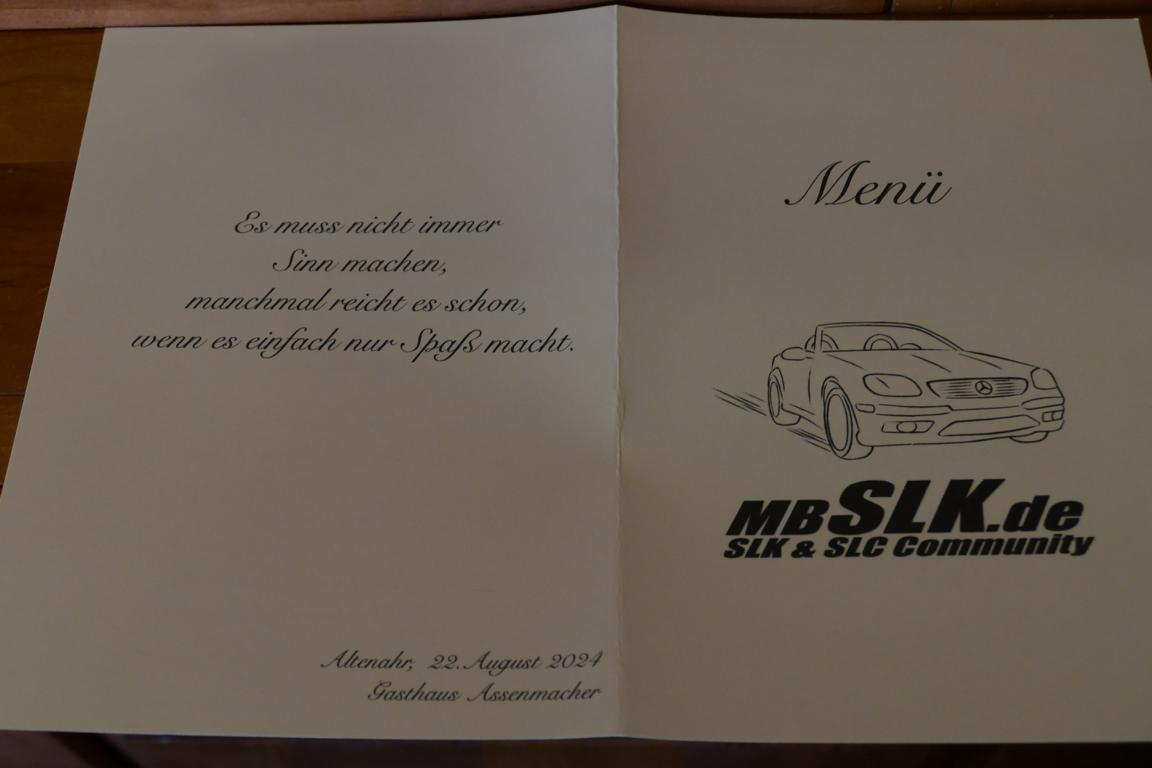 Es muss nicht immer
Sinn machen,
manchmal reicht es schon,
wenn es einfach nur Spaß macht.
Altenahr, 22. August 2024
Gasthaus Assenmacher
Menü
MBSLK.de
SLK & SLC Community